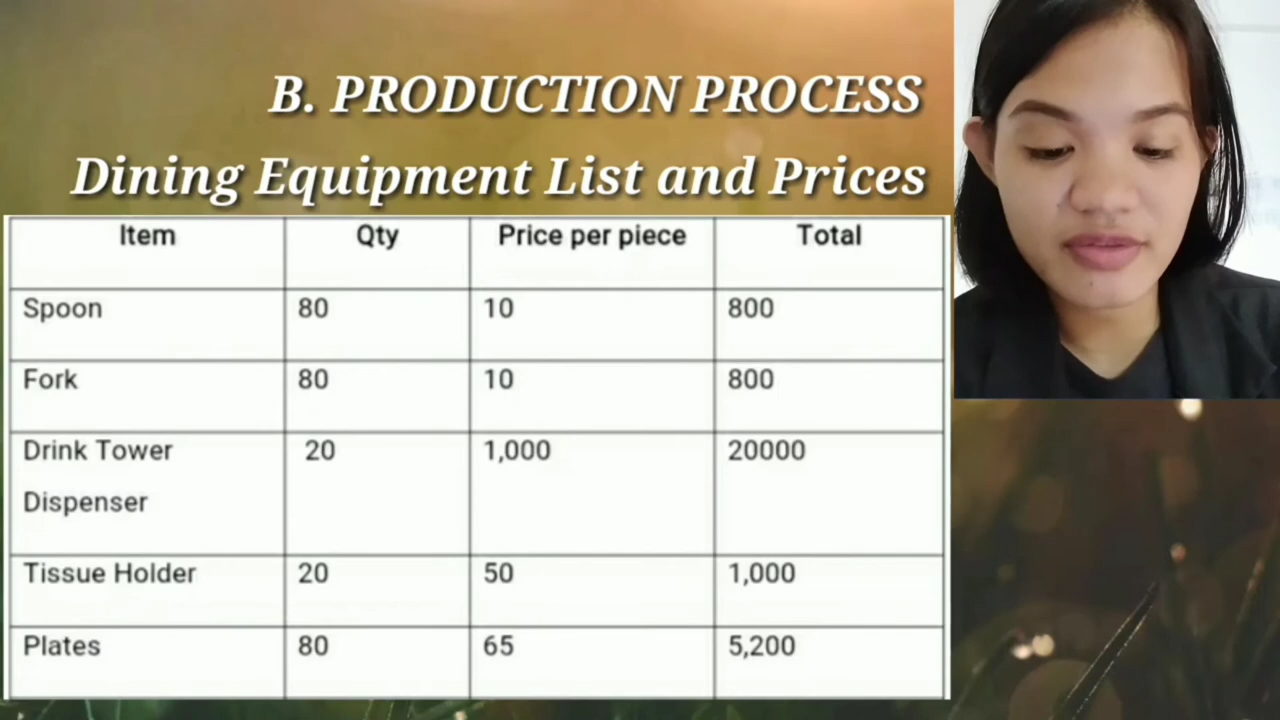 B. PRODUCTION PROCESS
Dining Equipment List and Prices
Item Qty Price per piece Total
Spoon 80 10 800
Fork 80 10 800
Drink Tower 20 1,000 20000
Dispenser
Tissue Holder 20 50 1,000
Plates 80 65 5,200